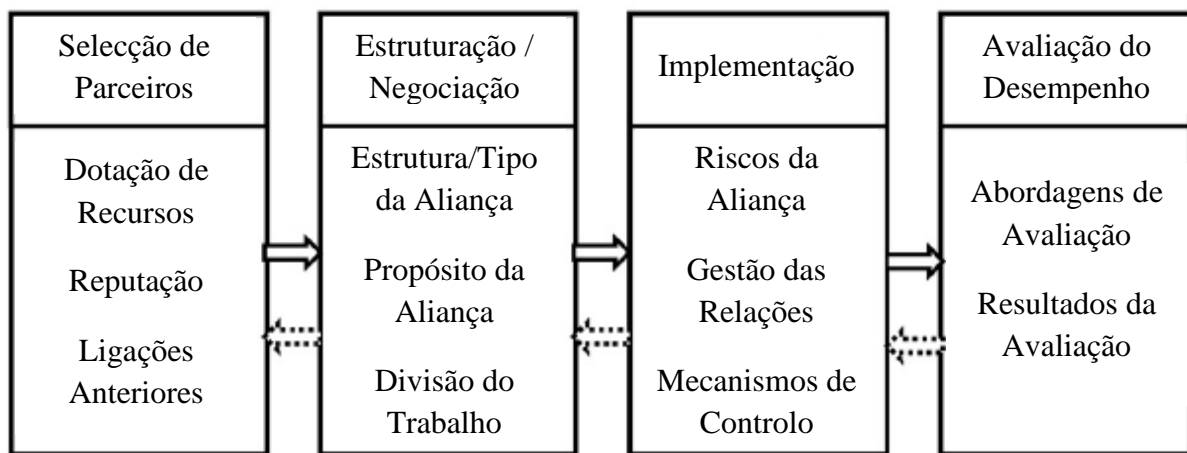 Selecção de
Parceiros
Dotação de
Recursos
Reputação
Ligações
Anteriores
Estruturação /
Negociação
Estrutura/Tipo
da Aliança
Propósito da
Aliança
Divisão do
Trabalho
Implementação
Riscos da
Aliança
Gestão das
Relações
Mecanismos de
Controlo
Avaliação do
Desempenho
Abordagens de
Avaliação
Resultados da
Avaliação